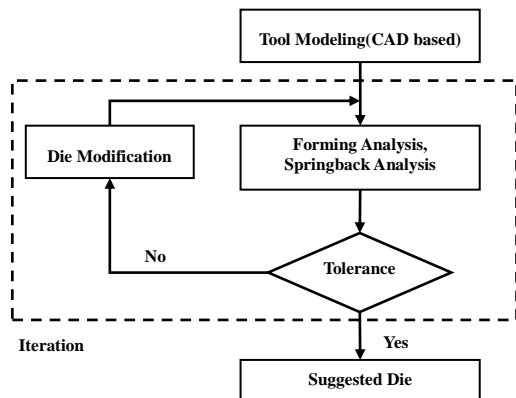 Tool Modeling(CAD based)
Die Modification
Forming Analysis,
Springback Analysis
No
Tolerance
Iteration
Yes
Suggested Die